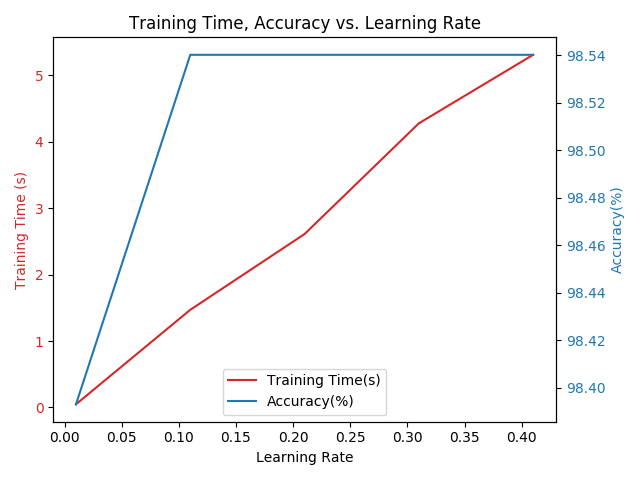 Training Time, Accuracy vs. Learning Rate
Training Time (s)
5
4
3
2
1
0
98.54
98.52
98.50
98.48
98.46
98.44
98.42
98.40
Accuracy(%)
Training Time(s)
Accuracy(%)
0.00 0.05 0.10 0.15 0.20 0.25 0.30 0.35 0.40
Learning Rate